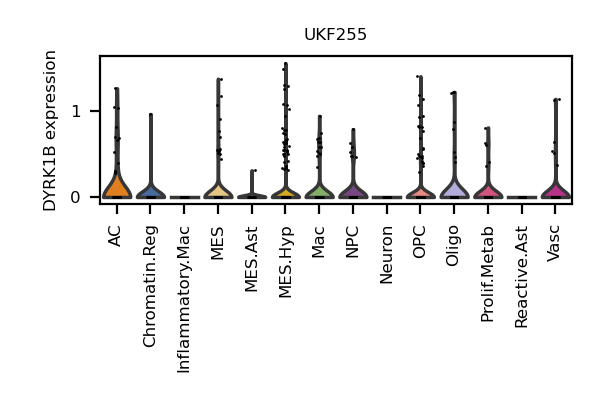 UKF255
DYRK1B expression
1
0
AC
Chromatin.Reg
Inflammatory.Mac
MES
MES.Ast
MES.Hyp
Mac
NPC
Neuron
OPC
Oligo
Prolif.Metab
Reactive.Ast
Vasc